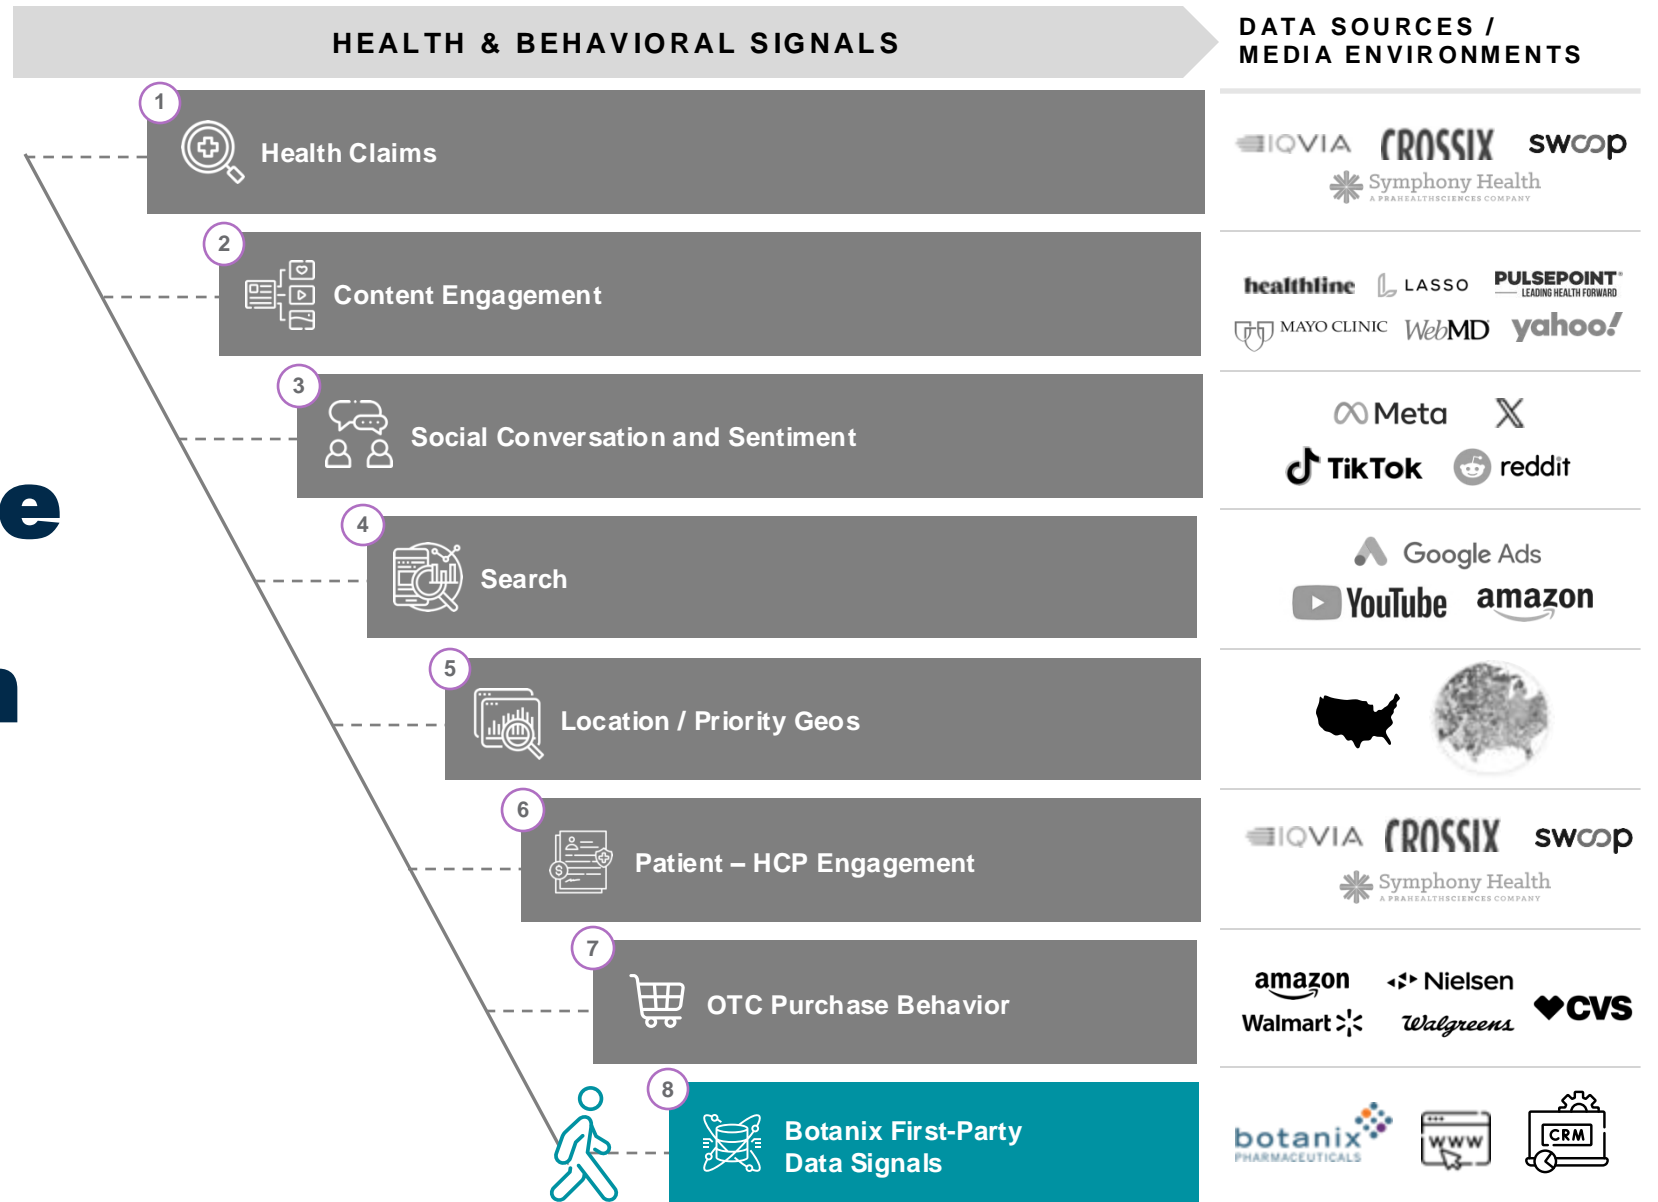 HEALTH & BEHAVIORAL SIGNALS
DATA SOURCES /
MEDIA ENVIRONMENTS
1
Health Claims
IQVIA CROSSIX swoop
Symphony Health
A PRAHEALTHSCIENCES COMPANY
2
Content Engagement
healthline LASSO PULSEPOINT
LEADING HEALTH FORWARD
MAYO CLINIC WebMD yahoo!
3
Social Conversation and Sentiment
Meta X
TikTok reddit
e
4
Search
Google Ads
YouTube amazon
n
5
Location / Priority Geos
6
Patient – HCP Engagement
IQVIA CROSSIX swoop
Symphony Health
A PRAHEALTHSCIENCES COMPANY
7
OTC Purchase Behavior
amazon Nielsen
Walmart Walgreens CVS
8
Botanix First-Party
Data Signals
botanix
PHARMACEUTICALS
www
CRM